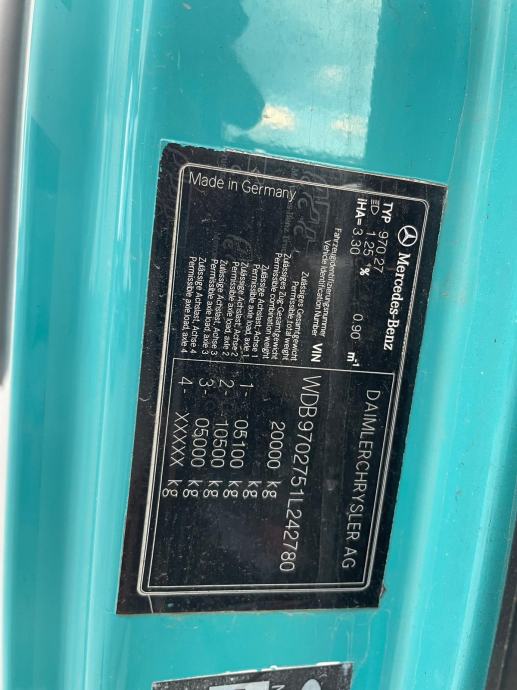 Mercedes-Benz
DAIMLERCHRYSLER AG
TYP 970.27
1.25 % 0.90 m⁻¹
iHA= 3.30
Fahrzeugidentifizierungsnummer
Vehicle Identification Number VIN WDB9702751L242780
Zulässiges Gesamtgewicht
Permissible total weight 20000 kg
Zulässiges Zug-Gesamtgewicht
Permissible combination weight kg
Zulässige Achslast, Achse 1
Permissible axle load, axle 1 1- 05100 kg
Zulässige Achslast, Achse 2
Permissible axle load, axle 2 2- 10500 kg
Zulässige Achslast, Achse 3
Permissible axle load, axle 3 3- 05000 kg
Zulässige Achslast, Achse 4
Permissible axle load, axle 4 4- XXXXX kg
Made in Germany